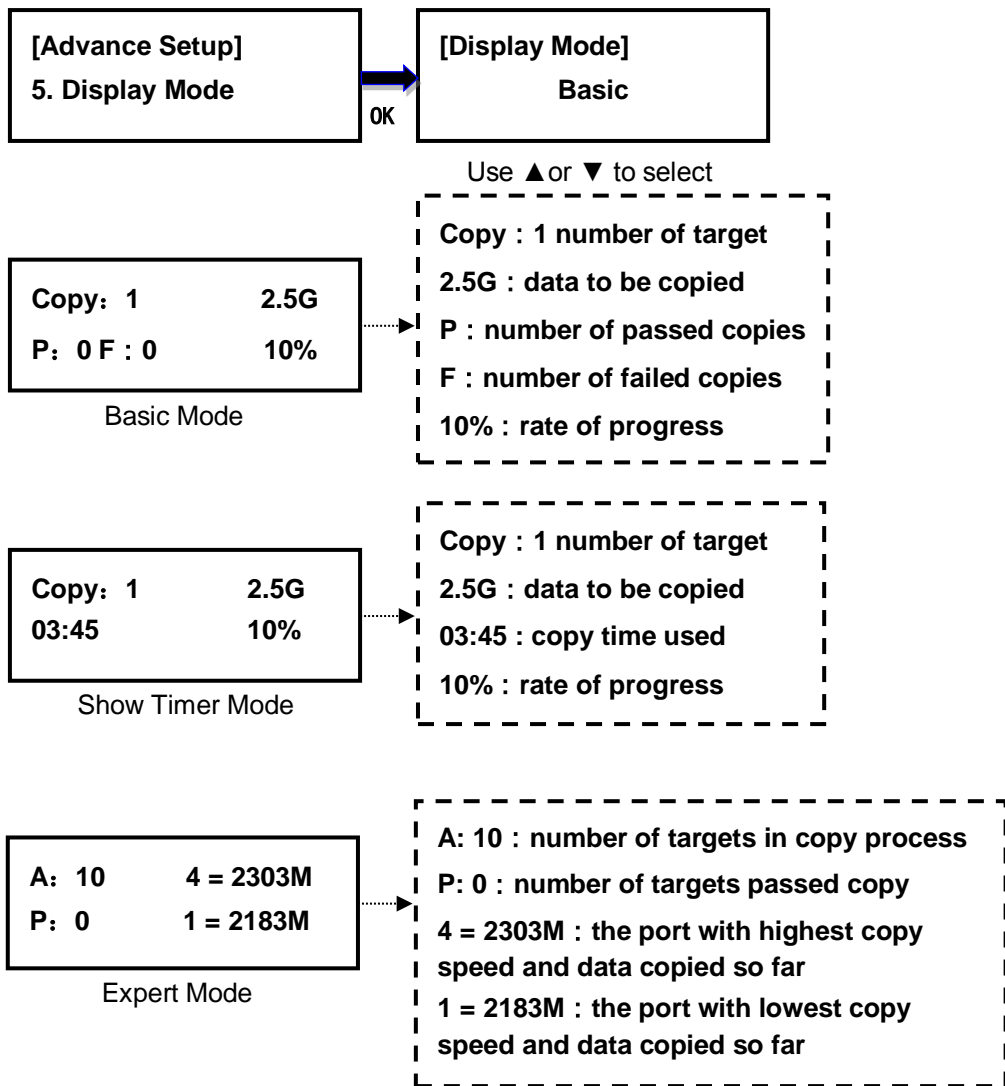 [Advance Setup]
5. Display Mode
OK
[Display Mode]
Basic
Use ▲or ▼ to select
Copy：1 2.5G
P：0 F：0 10%
Basic Mode
Copy：1 number of target
2.5G：data to be copied
P：number of passed copies
F：number of failed copies
10%：rate of progress
Copy：1 2.5G
03:45 10%
Show Timer Mode
Copy：1 number of target
2.5G：data to be copied
03:45 : copy time used
10%：rate of progress
A：10 4 = 2303M
P：0 1 = 2183M
Expert Mode
A: 10：number of targets in copy process
P: 0：number of targets passed copy
4 = 2303M：the port with highest copy
speed and data copied so far
1 = 2183M：the port with lowest copy
speed and data copied so far